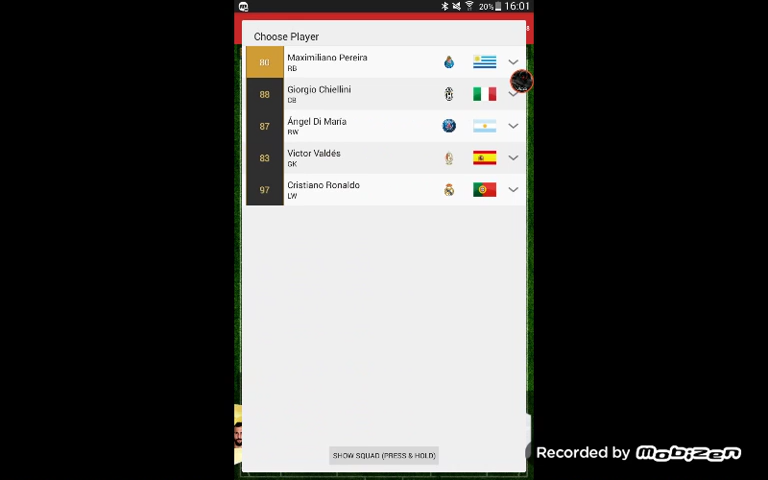 20% 16:01
Choose Player
80 Maximiliano Pereira
RB
88 Giorgio Chiellini
CB
87 Ángel Di María
RW
83 Víctor Valdés
GK
97 Cristiano Ronaldo
LW
SHOW SQUAD (PRESS & HOLD)
Recorded by Mobizen